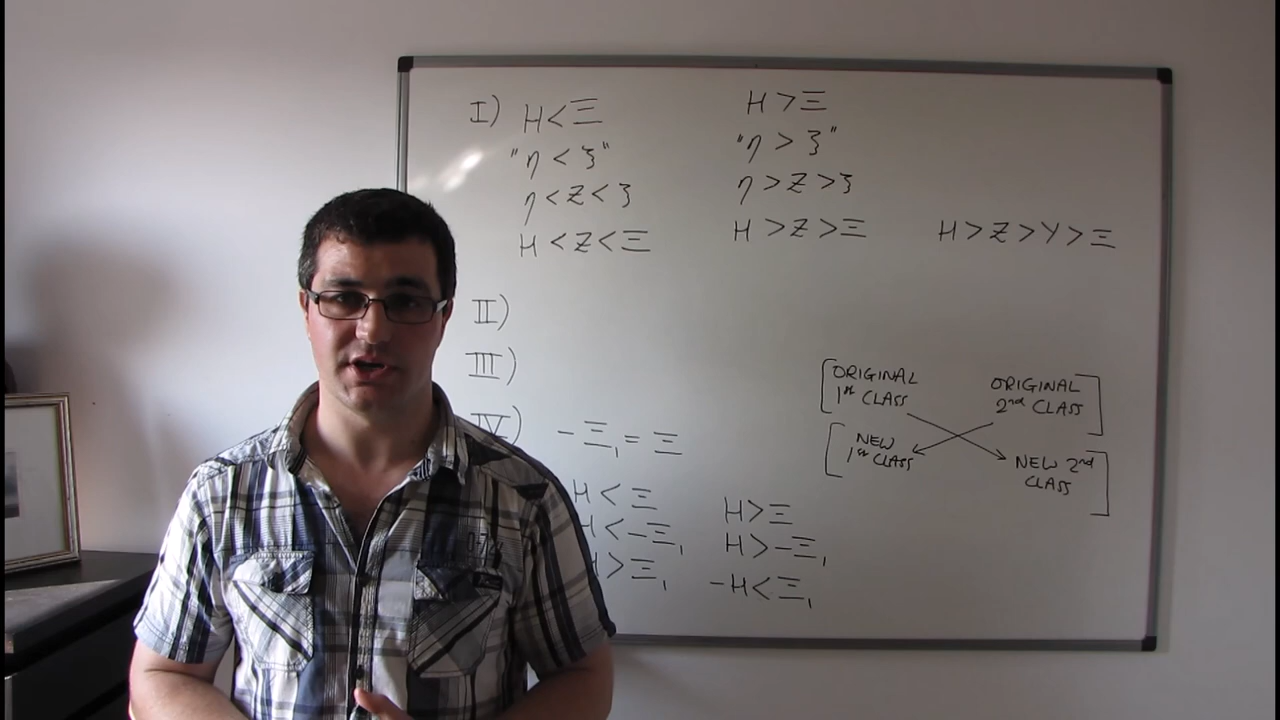 I) H < Ξ
"η < ξ"
η < Z < ξ
H < Z < Ξ
H > Ξ
"η > ξ"
η > Z > ξ
H > Z > Ξ
H > Z > Y > Ξ
II)
III)
IV) -Ξ₁ = Ξ
H < Ξ
H < -Ξ₁
H > Ξ₁
H > Ξ
H > -Ξ₁
-H < Ξ₁
ORIGINAL
1st CLASS
ORIGINAL
2nd CLASS
NEW
1st CLASS
NEW 2nd
CLASS